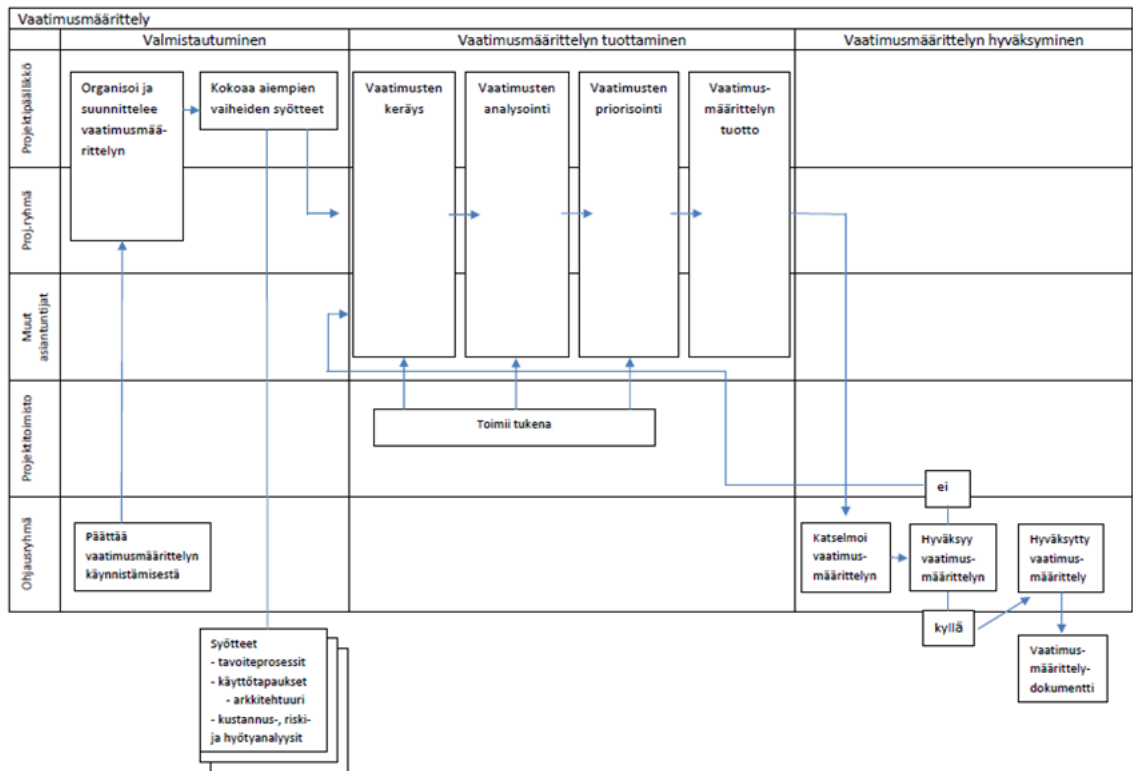 Vaatimusmäärittely
Valmistautuminen
Vaatimusmäärittelyn tuottaminen
Vaatimusmäärittelyn hyväksyminen
Projektipäällikkö
Organisoi ja
suunnittelee
vaatimusmää-
rittelyn
Kokoaa aiempien
vaiheiden syötteet
Vaatimusten
keräys
Vaatimusten
analysointi
Vaatimusten
priorisointi
Vaatimus-
määrittelyn
tuotto
Proj.ryhmä
Muut
asiantuntijat
Projektitoimisto
Toimii tukena
ei
Ohjausryhmä
Päättää
vaatimusmäärittelyn
käynnistämisestä
Katselmoi
vaatimus-
määrittelyn
Hyväksyy
vaatimus-
määrittelyn
Hyväksytty
vaatimus-
määrittely
kyllä
Vaatimus-
määrittely-
dokumentti
Syötteet
- tavoiteprosessit
- käyttötapaukset
- arkkitehtuuri
- kustannus-, riski-
ja hyötyanalyysit